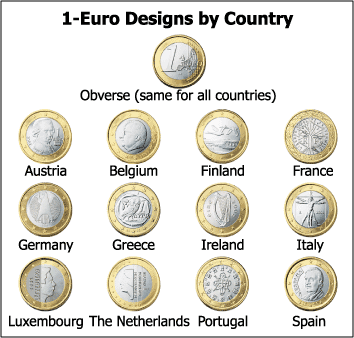 1-Euro Designs by Country
Obverse (same for all countries)
Austria Belgium Finland France
Germany Greece Ireland Italy
Luxembourg The Netherlands Portugal Spain